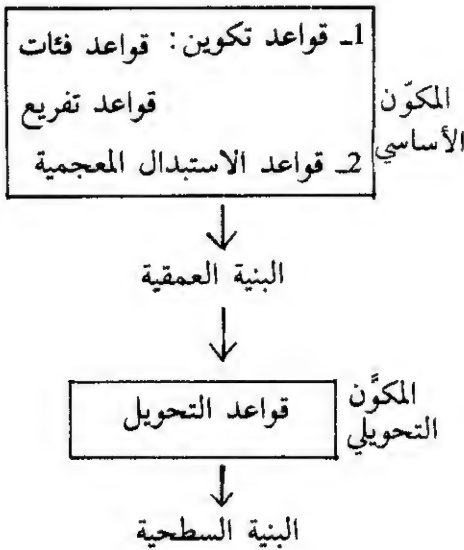 1ـ قواعد تكوين: قواعد فئات
قواعد تفريع
2ـ قواعد الاستبدال المعجمية
المكوّن
الأساسي
البنية العمقية
قواعد التحويل
المكوَّن
التحويلي
البنية السطحية